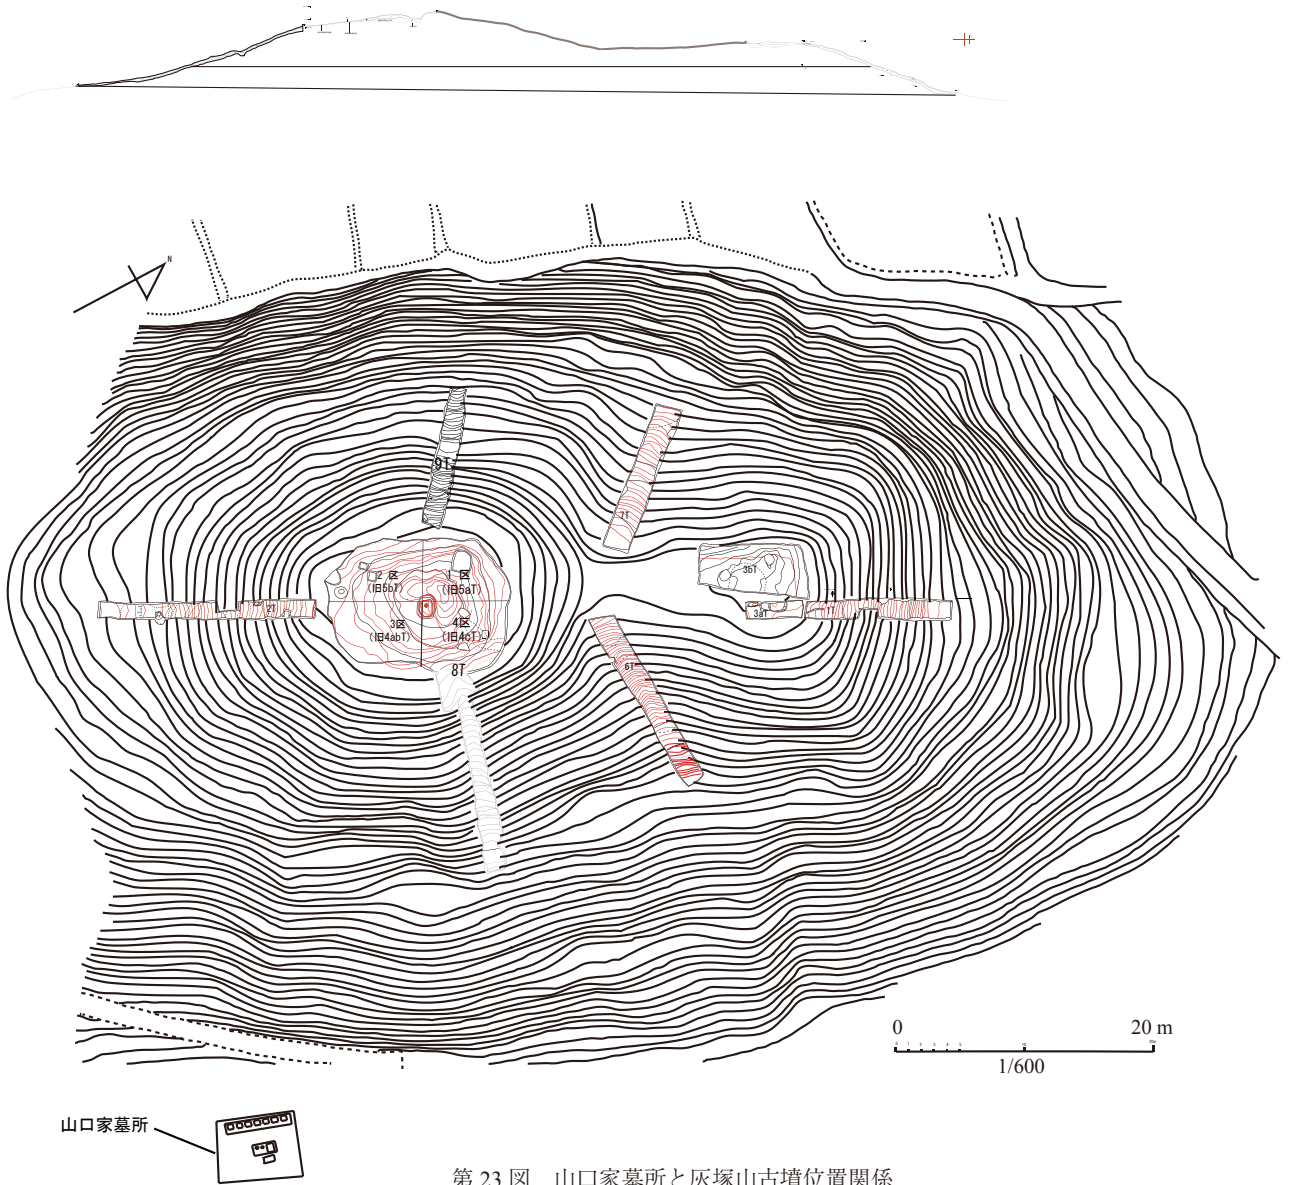 N
9T
7T
2区
(旧5bT)
1区
(旧5aT)
3bT
2T
3区
(旧4abT)
4区
(旧4cT)
3aT
1T
8T
6T
0 20 m
1/600
山口家墓所
第 23 図 山口家墓所と灰塚山古墳位置関係